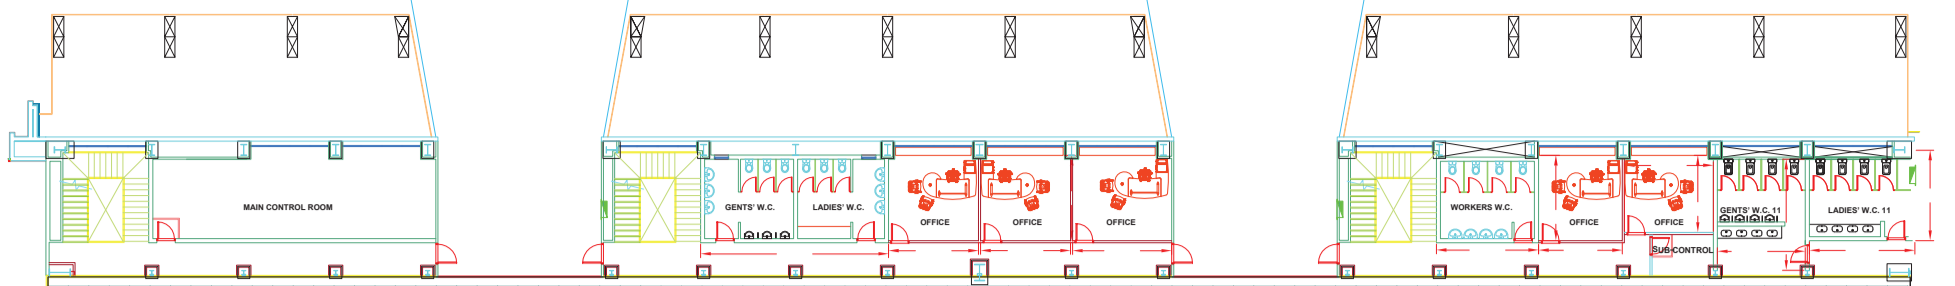 MAIN CONTROL ROOM
GENTS' W.C.
LADIES' W.C.
OFFICE
OFFICE
OFFICE
WORKERS W.C.
OFFICE
OFFICE
SUB-CONTROL
GENTS' W.C. 11
LADIES' W.C. 11